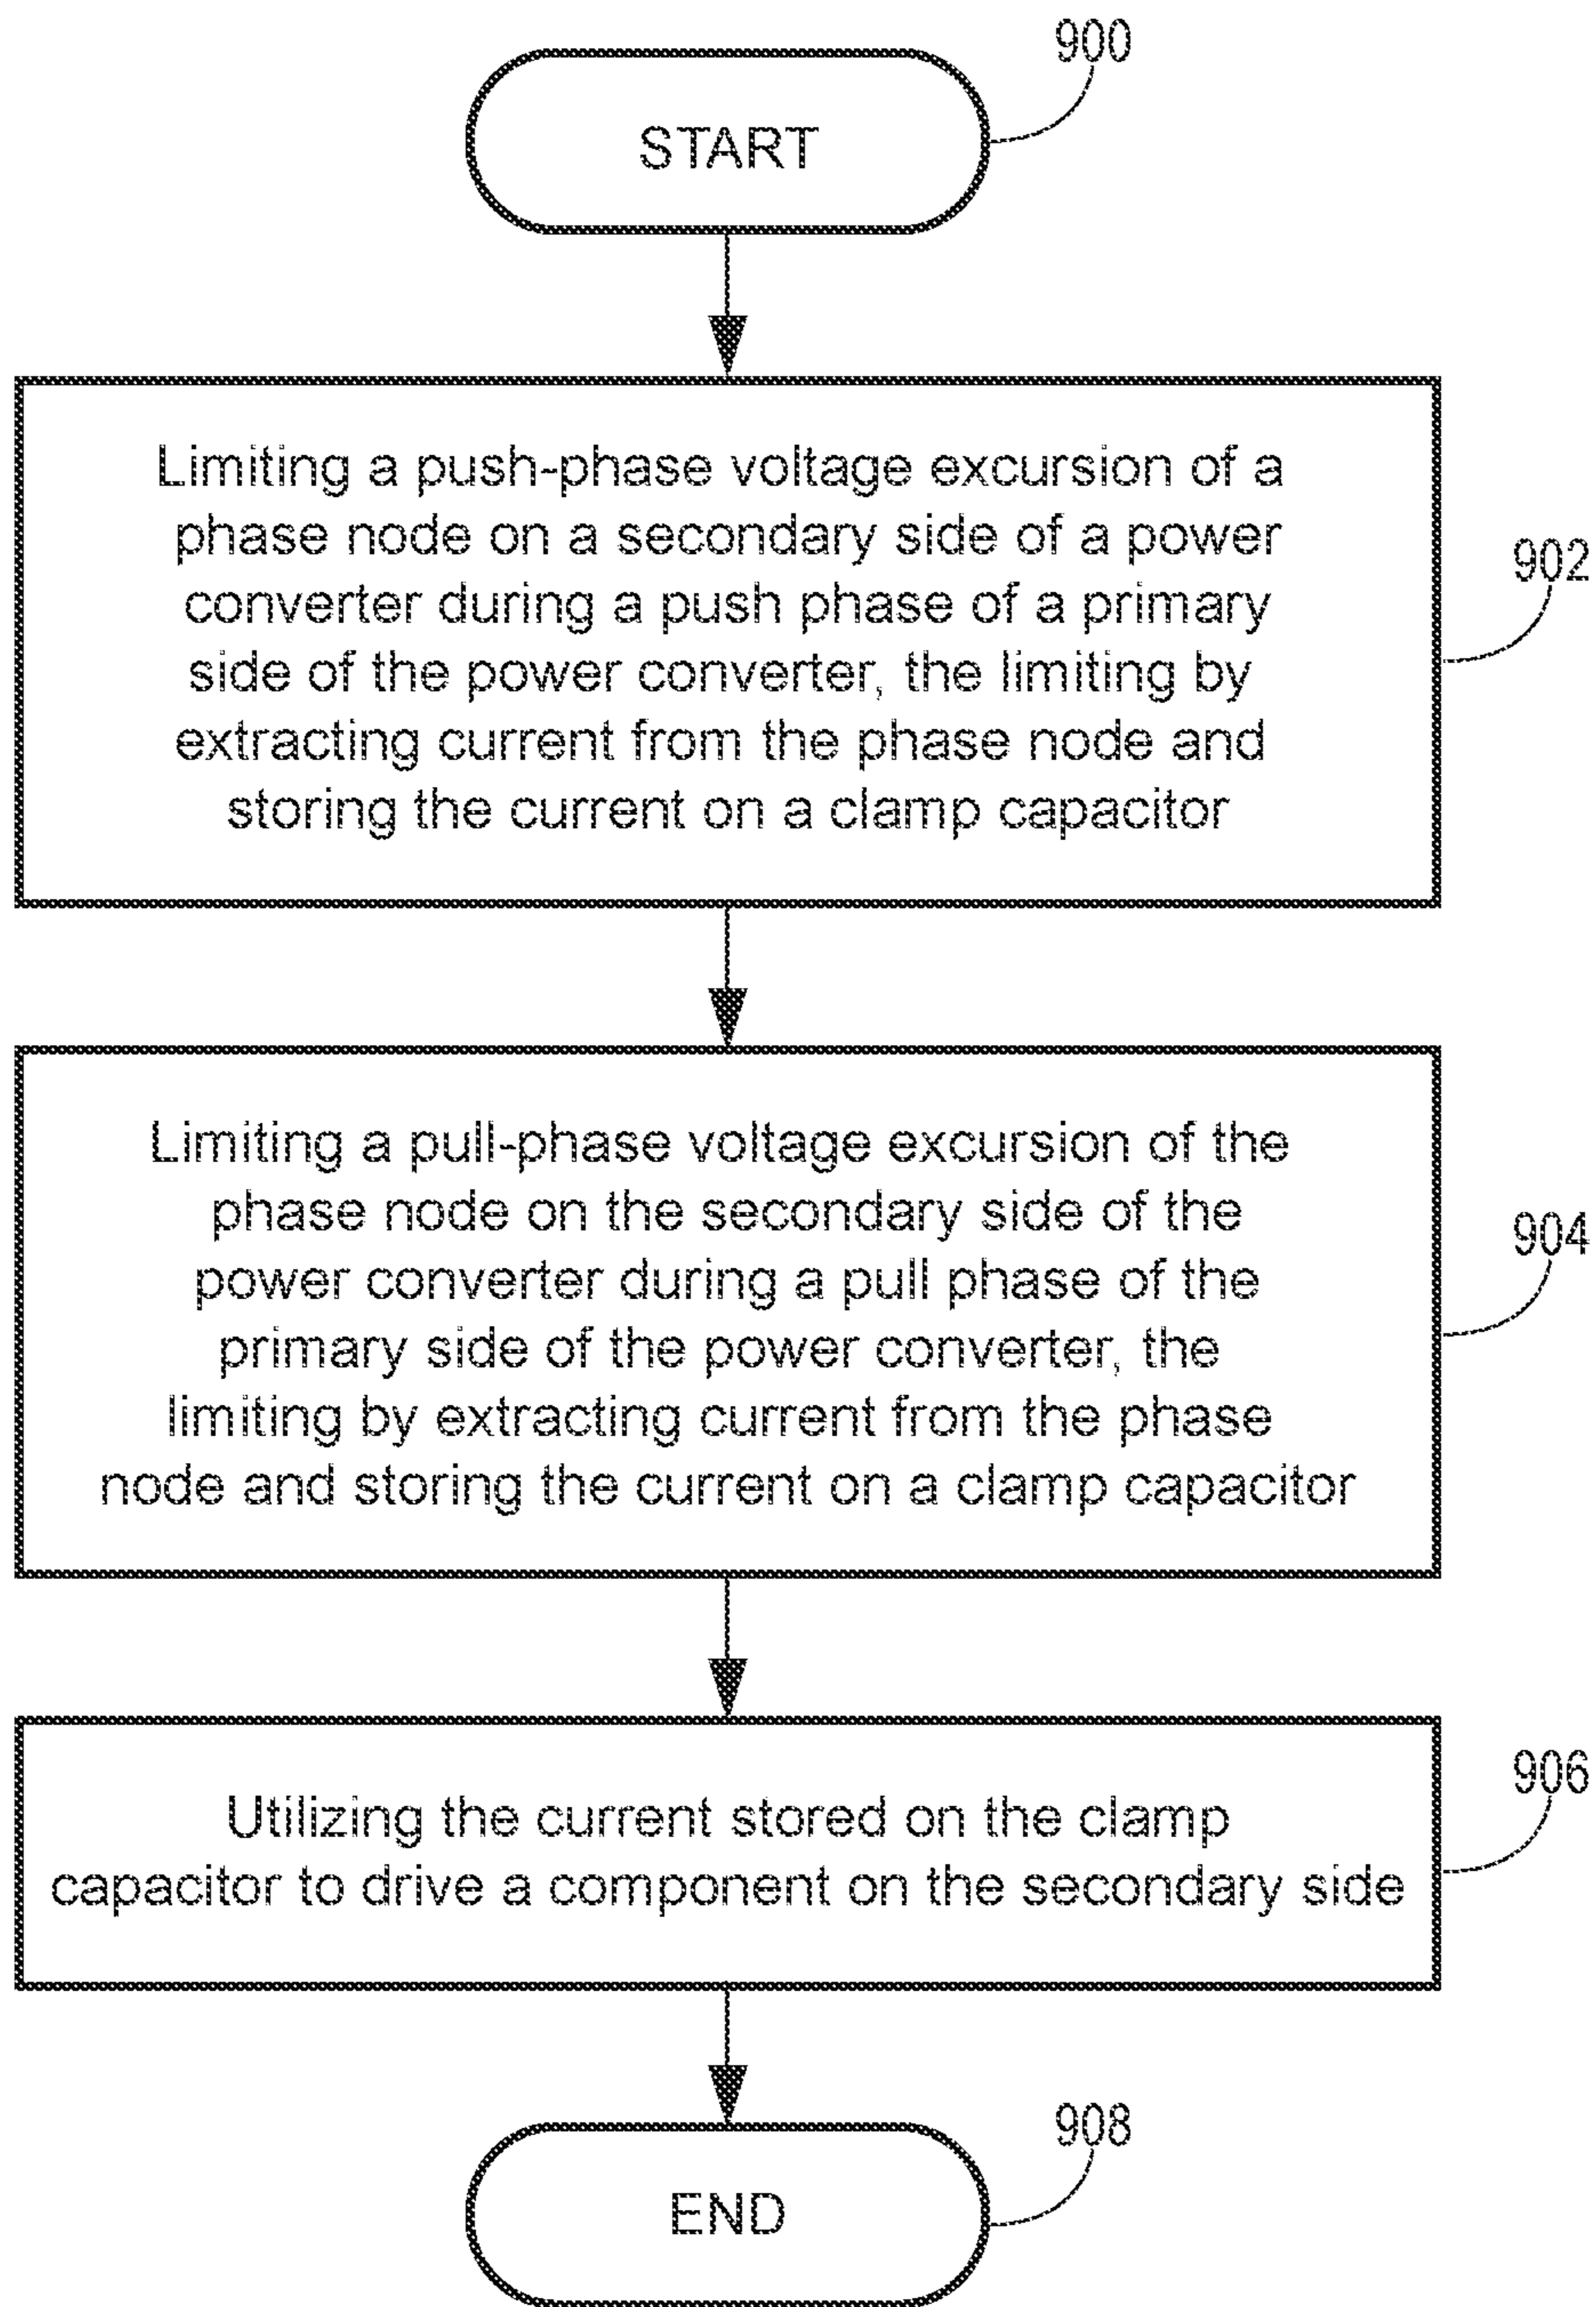 900
START
Limiting a push-phase voltage excursion of a
phase node on a secondary side of a power
converter during a push phase of a primary
side of the power converter, the limiting by
extracting current from the phase node and
storing the current on a clamp capacitor
902
Limiting a pull-phase voltage excursion of the
phase node on the secondary side of the
power converter during a pull phase of the
primary side of the power converter, the
limiting by extracting current from the phase
node and storing the current on a clamp capacitor
904
Utilizing the current stored on the clamp
capacitor to drive a component on the secondary side
906
908
END